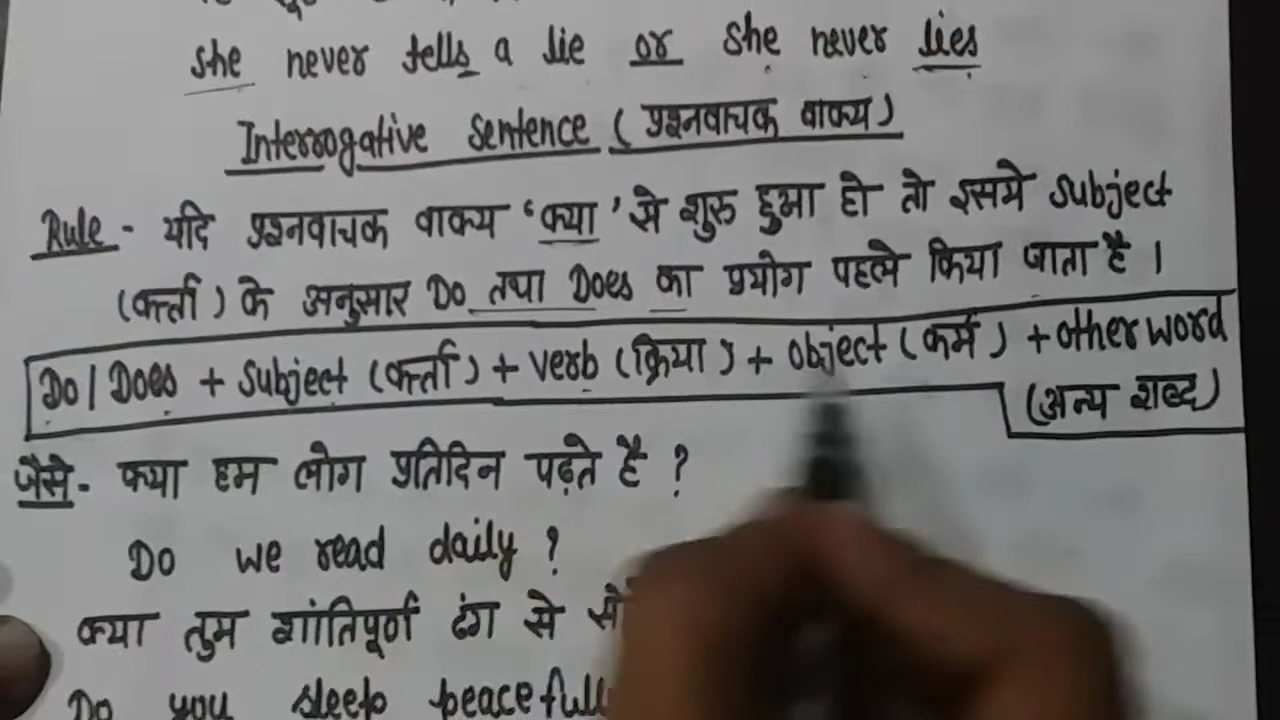 she never tells a lie or she never lies
Interrogative Sentence ( प्रश्नवाचक वाक्य )
Rule - यदि प्रश्नवाचक वाक्य 'क्या' से शुरु हुआ हो तो इसमे subject
(कर्त्ता) के अनुसार Do तथा Does का प्रयोग पहले किया जाता है ।
Do / Does + Subject (कर्त्ता) + verb (क्रिया) + object (कर्म) + other word
(अन्य शब्द)
जैसे - क्या हम लोग प्रतिदिन पढ़ते है ?
Do we read daily ?
क्या तुम शांतिपूर्ण ढंग से
Do you sleep